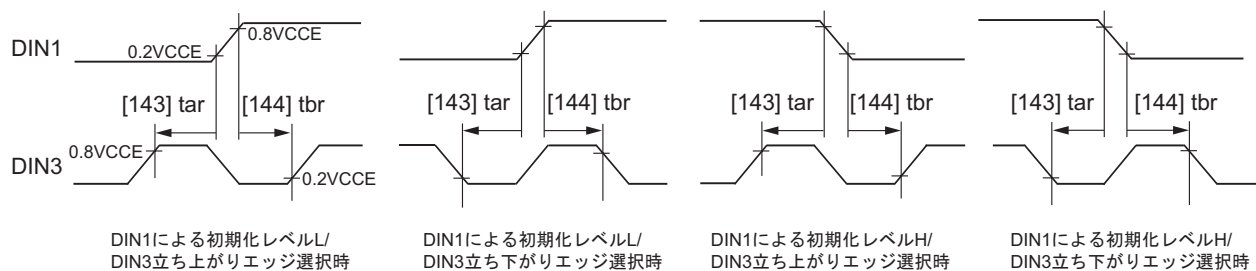 DIN1
0.2VCCE
0.8VCCE
[143] tar
[144] tbr
[143] tar
[144] tbr
[143] tar
[144] tbr
[143] tar
[144] tbr
0.8VCCE
DIN3
0.2VCCE
DIN1による初期化レベルL/
DIN3立ち上がりエッジ選択時
DIN1による初期化レベルL/
DIN3立ち下がりエッジ選択時
DIN1による初期化レベルH/
DIN3立ち上がりエッジ選択時
DIN1による初期化レベルH/
DIN3立ち下がりエッジ選択時